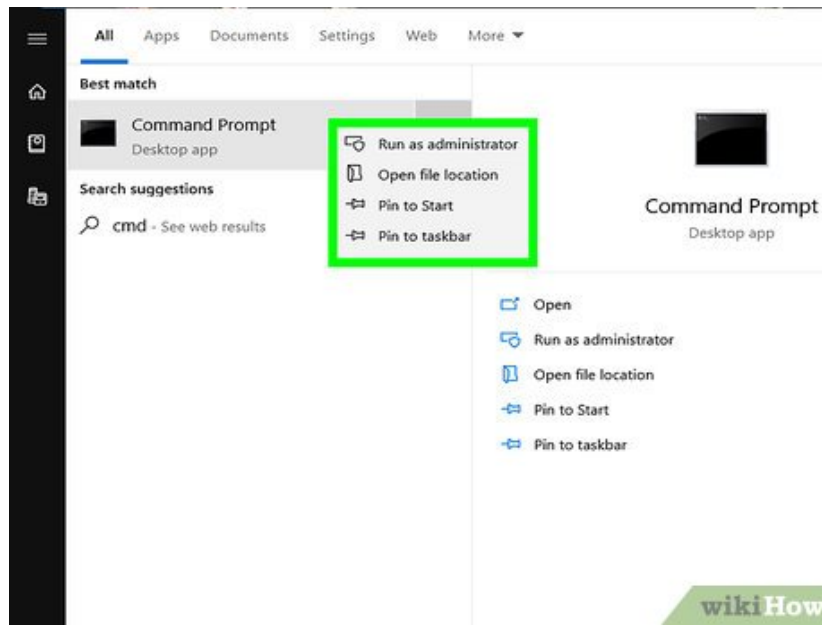 All Apps Documents Settings Web More
Best match
Command Prompt
Desktop app
Search suggestions
cmd - See web results
Run as administrator
Open file location
Pin to Start
Pin to taskbar
Command Prompt
Desktop app
Open
Run as administrator
Open file location
Pin to Start
Pin to taskbar
wikiHow